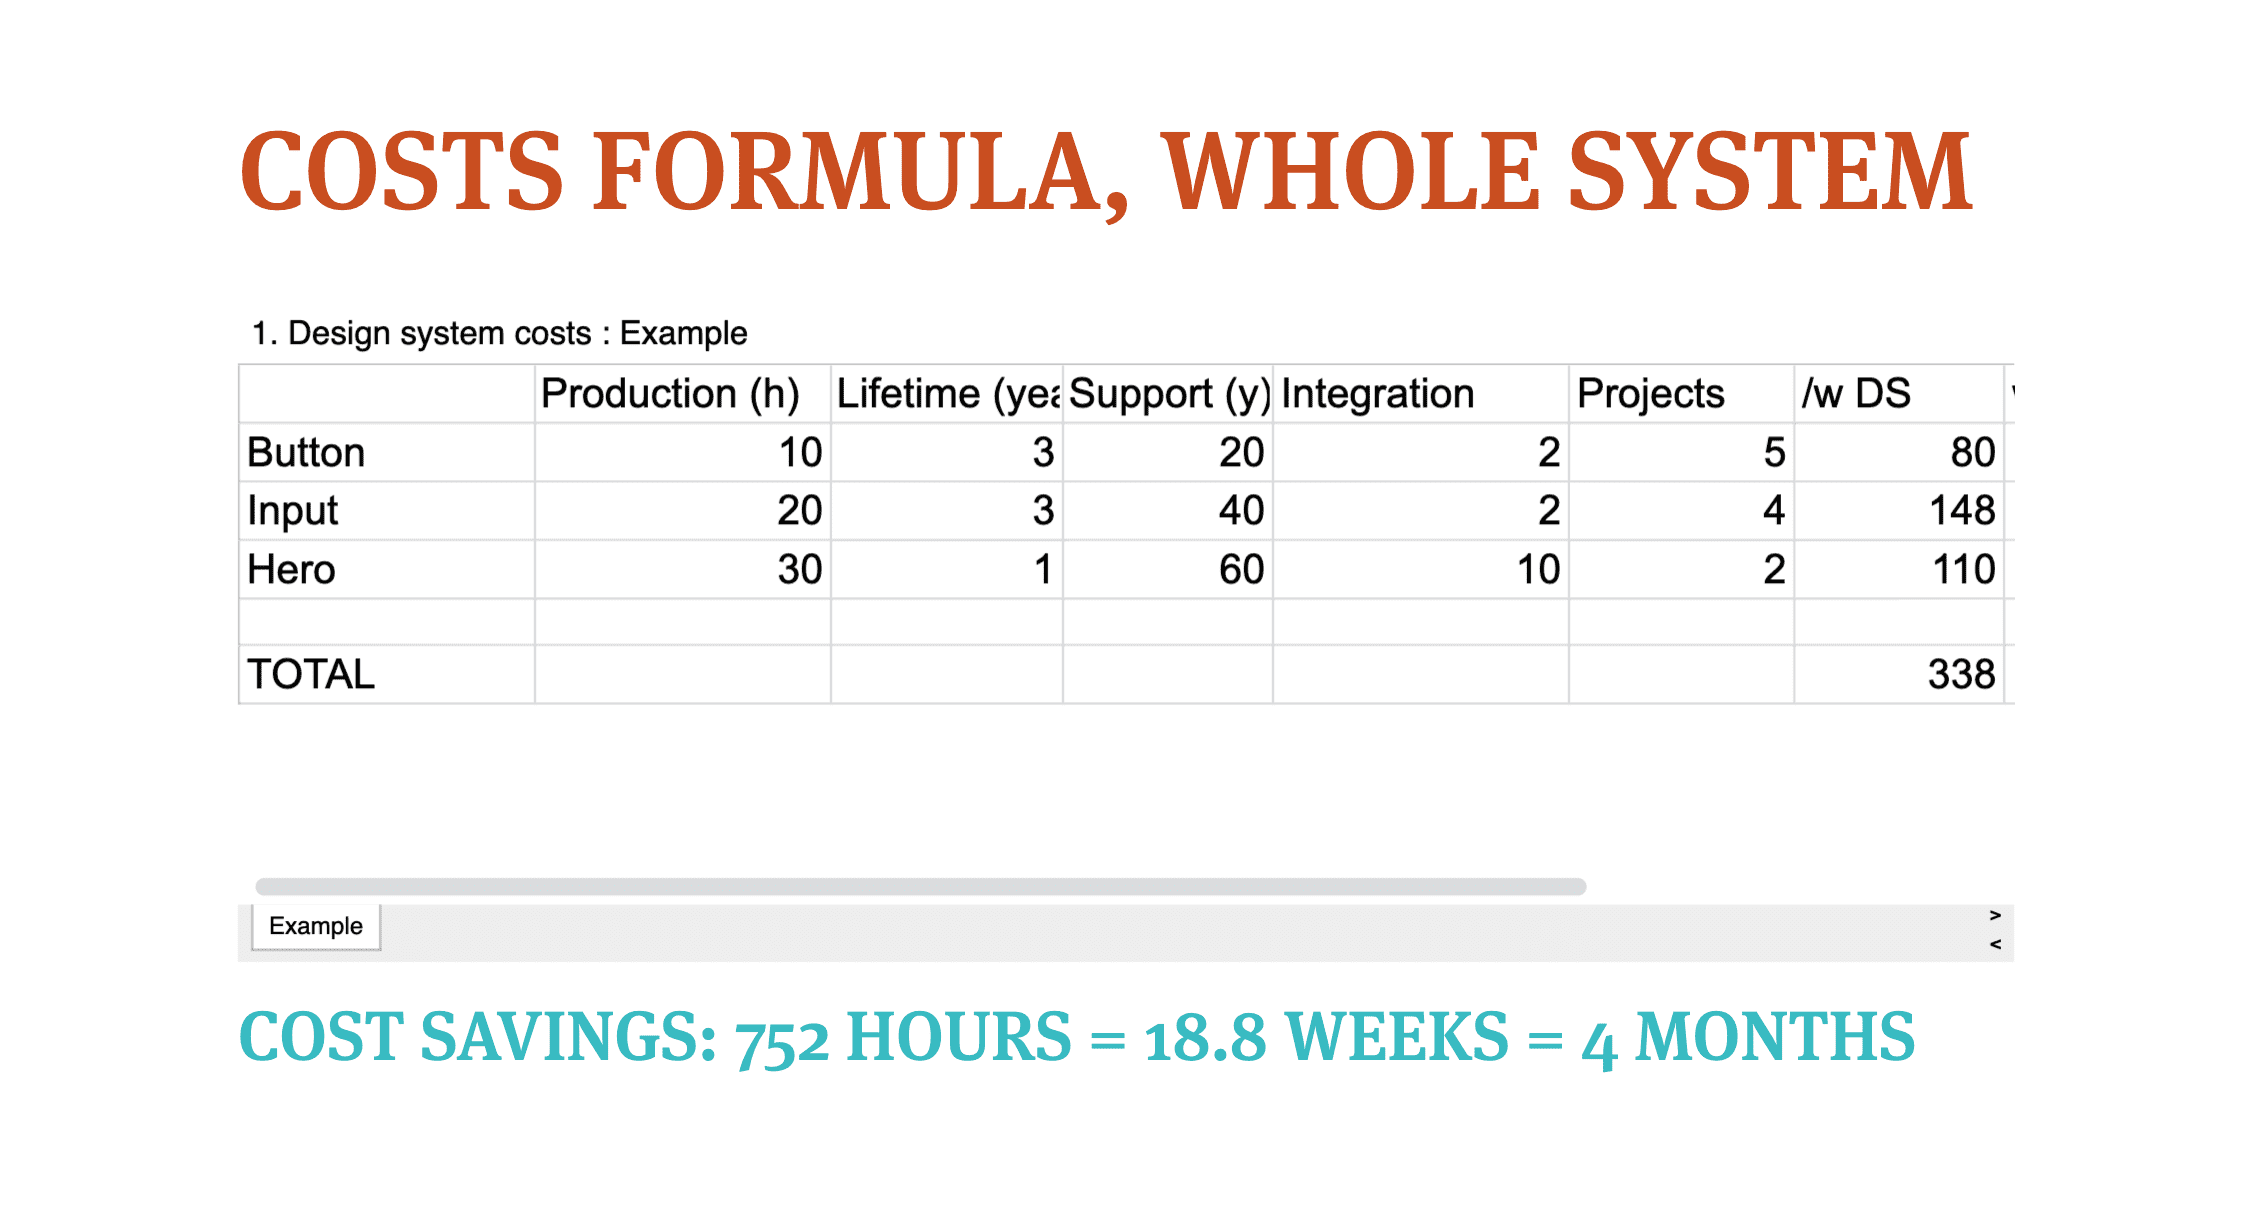 COSTS FORMULA, WHOLE SYSTEM
1. Design system costs : Example
Production (h) Lifetime (yea Support (y) Integration Projects /w DS
Button 10 3 20 2 5 80
Input 20 3 40 2 4 148
Hero 30 1 60 10 2 110
TOTAL 338
Example
>
<
COST SAVINGS: 752 HOURS = 18.8 WEEKS = 4 MONTHS